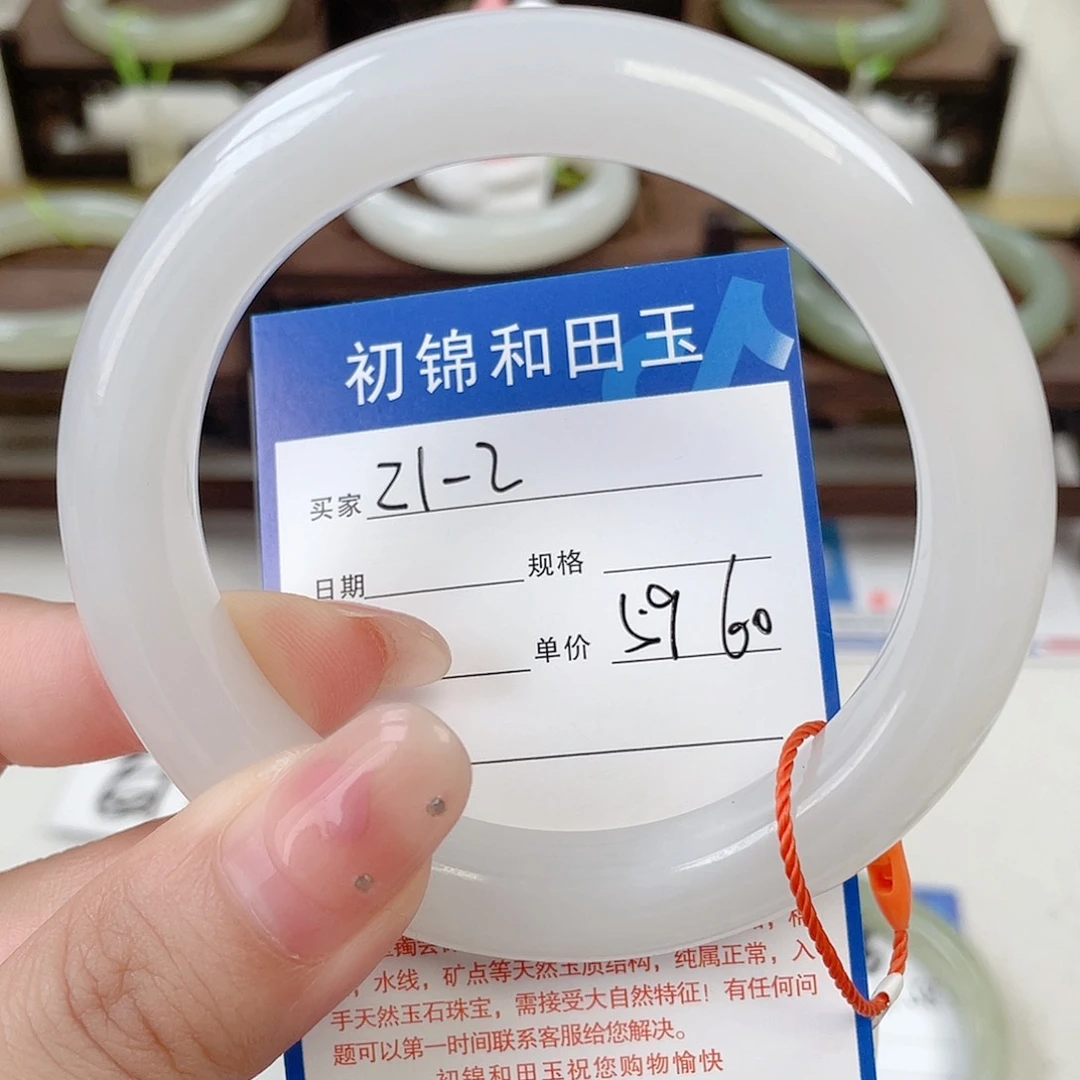 初锦和田玉
买家 21-2
日期 规格
单价 59 60
，水线，矿点等天然玉质结构，纯属正常，入
手天然玉石珠宝，需接受大自然特征！有任何问
题可以第一时间联系客服给您解决。
初锦和田玉祝您购物愉快